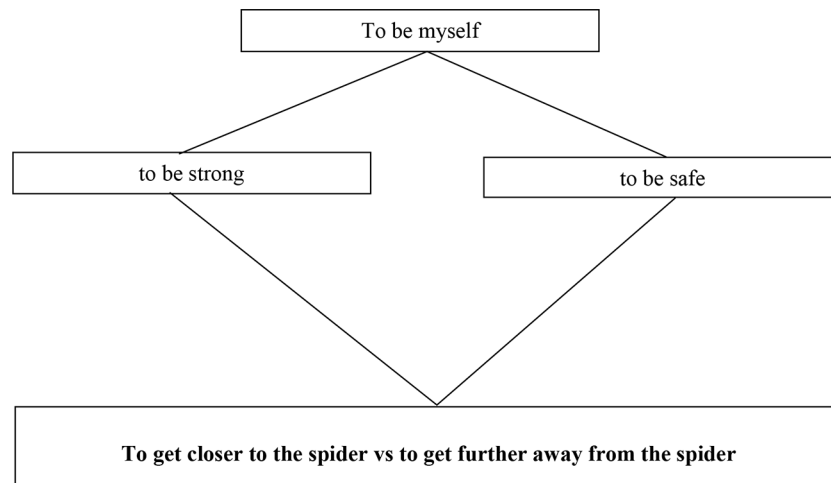 To be myself
to be strong
to be safe
To get closer to the spider vs to get further away from the spider